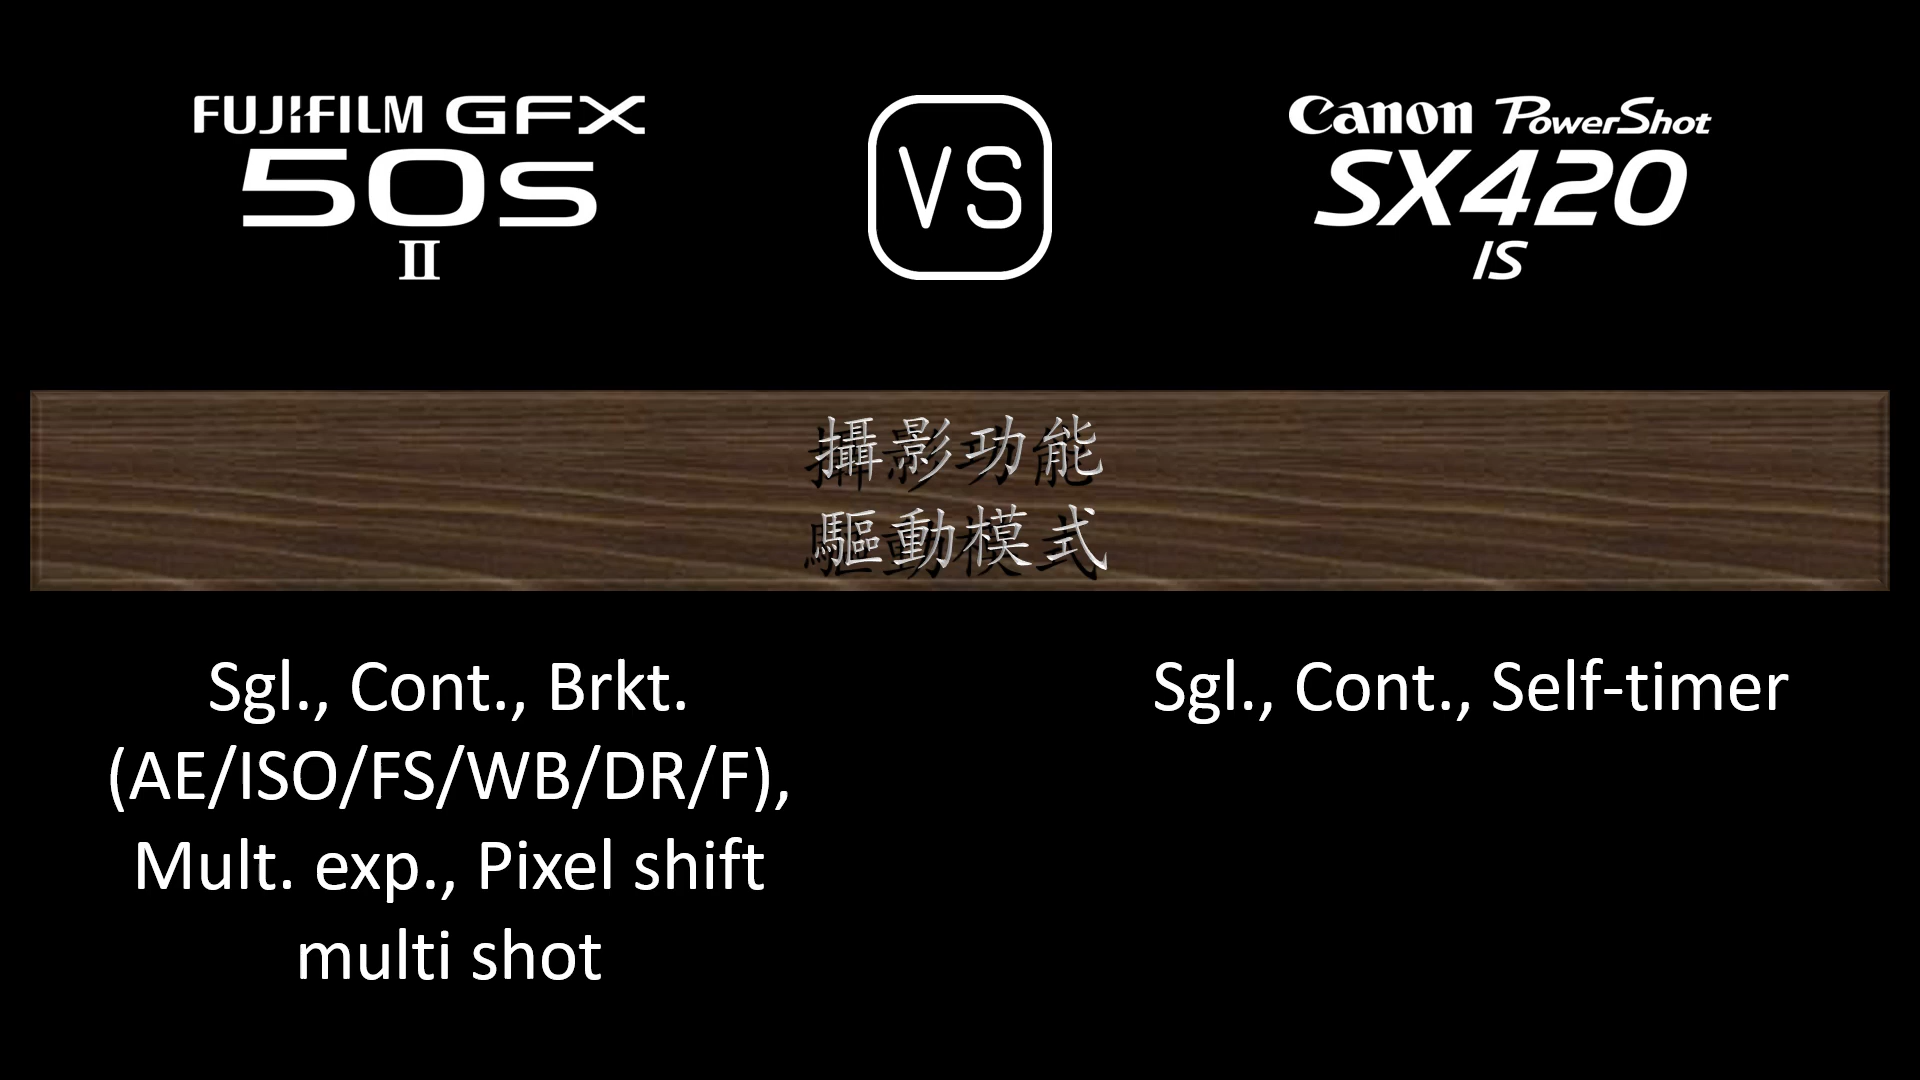 FUJIFILM GFX
50S
II
VS
Canon PowerShot
SX420
IS
攝影功能
驅動模式
Sgl., Cont., Brkt.
(AE/ISO/FS/WB/DR/F),
Mult. exp., Pixel shift
multi shot
Sgl., Cont., Self-timer